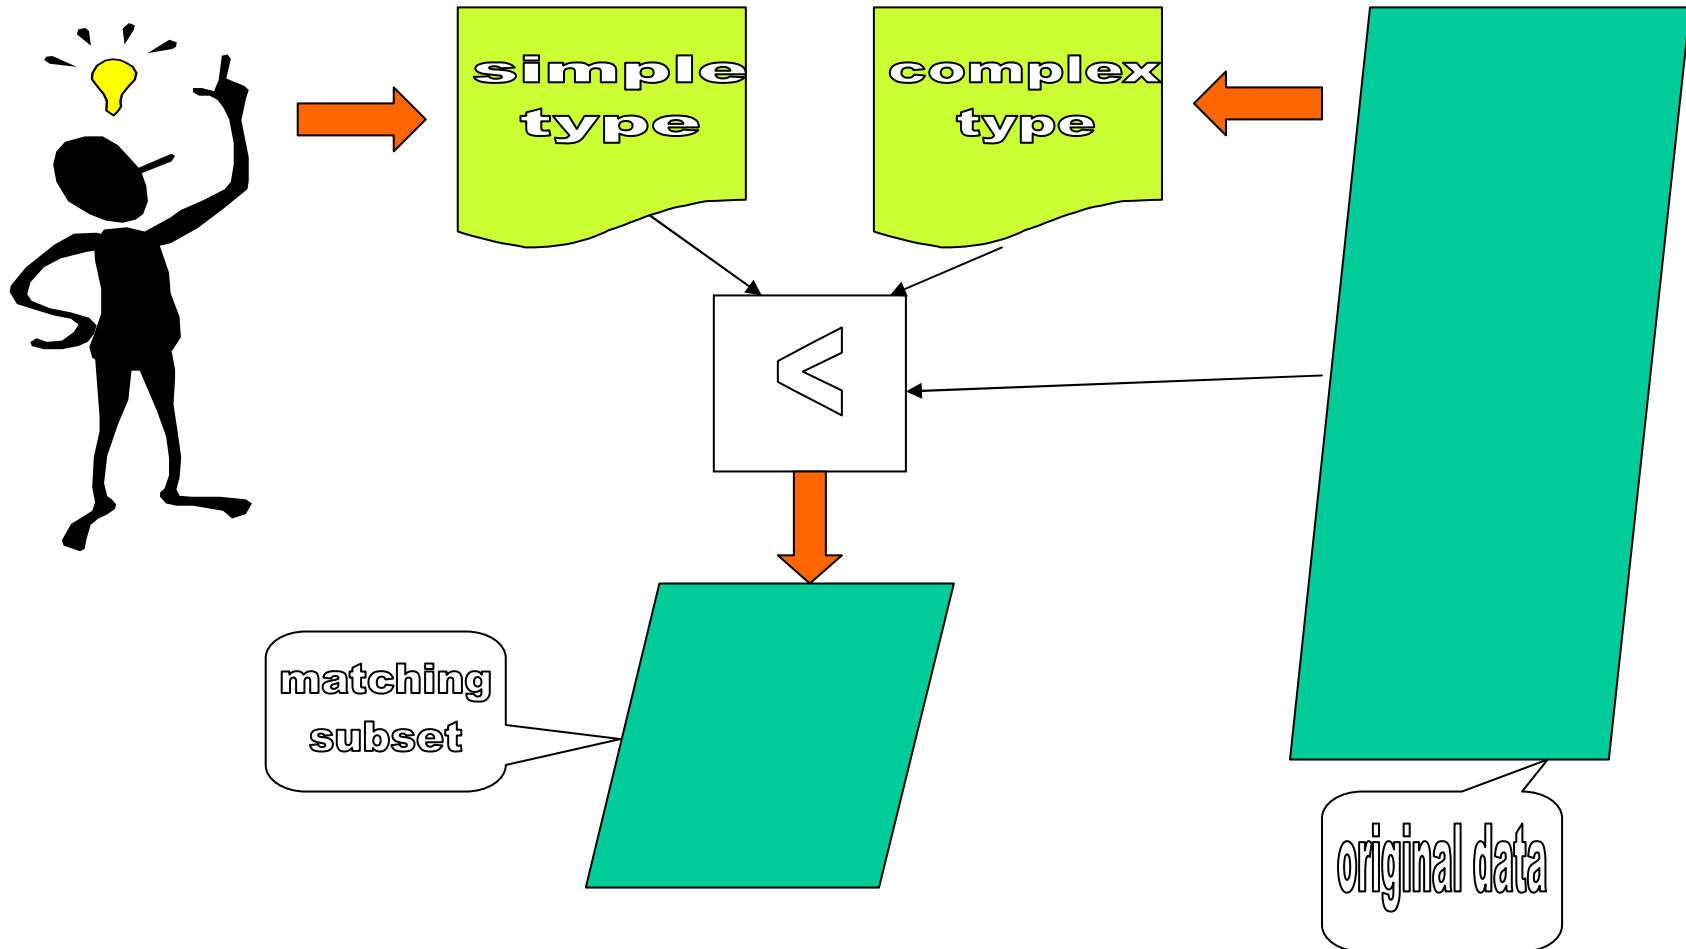 simple
type
complex
type
<
matching
subset
original data